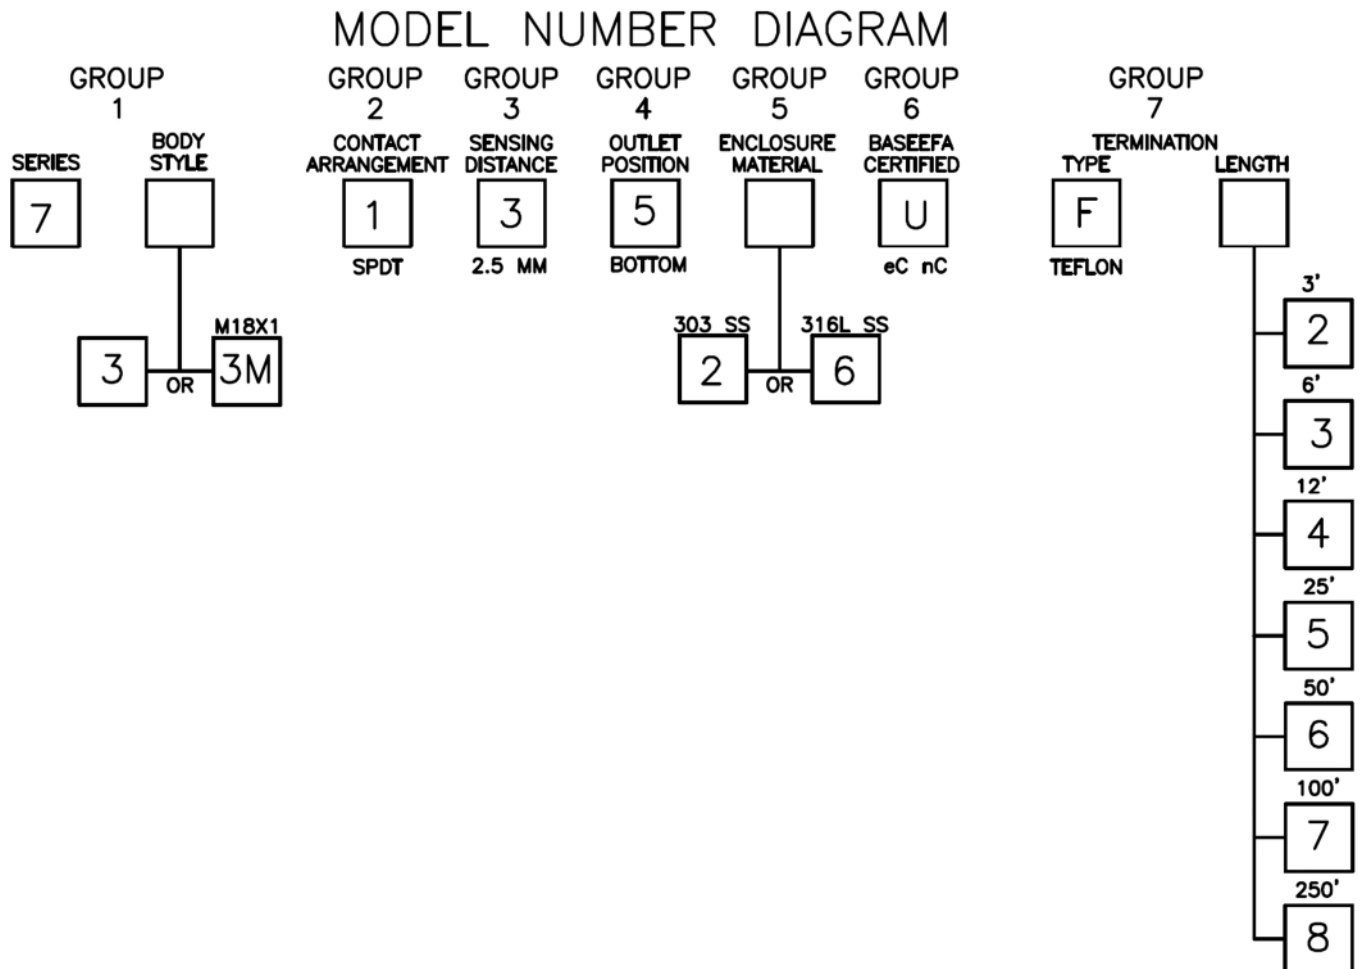 MODEL NUMBER DIAGRAM
GROUP GROUP GROUP GROUP GROUP GROUP GROUP
1 2 3 4 5 6 7
BODY CONTACT SENSING OUTLET ENCLOSURE BASEEFA TERMINATION
SERIES STYLE ARRANGEMENT DISTANCE POSITION MATERIAL CERTIFIED TYPE LENGTH
7 1 3 5 U F
SPDT 2.5 MM BOTTOM eC nC TEFLON
3'
2
M18X1 303 SS 316L SS
3 OR 3M 2 OR 6
6'
3
12'
4
25'
5
50'
6
100'
7
250'
8